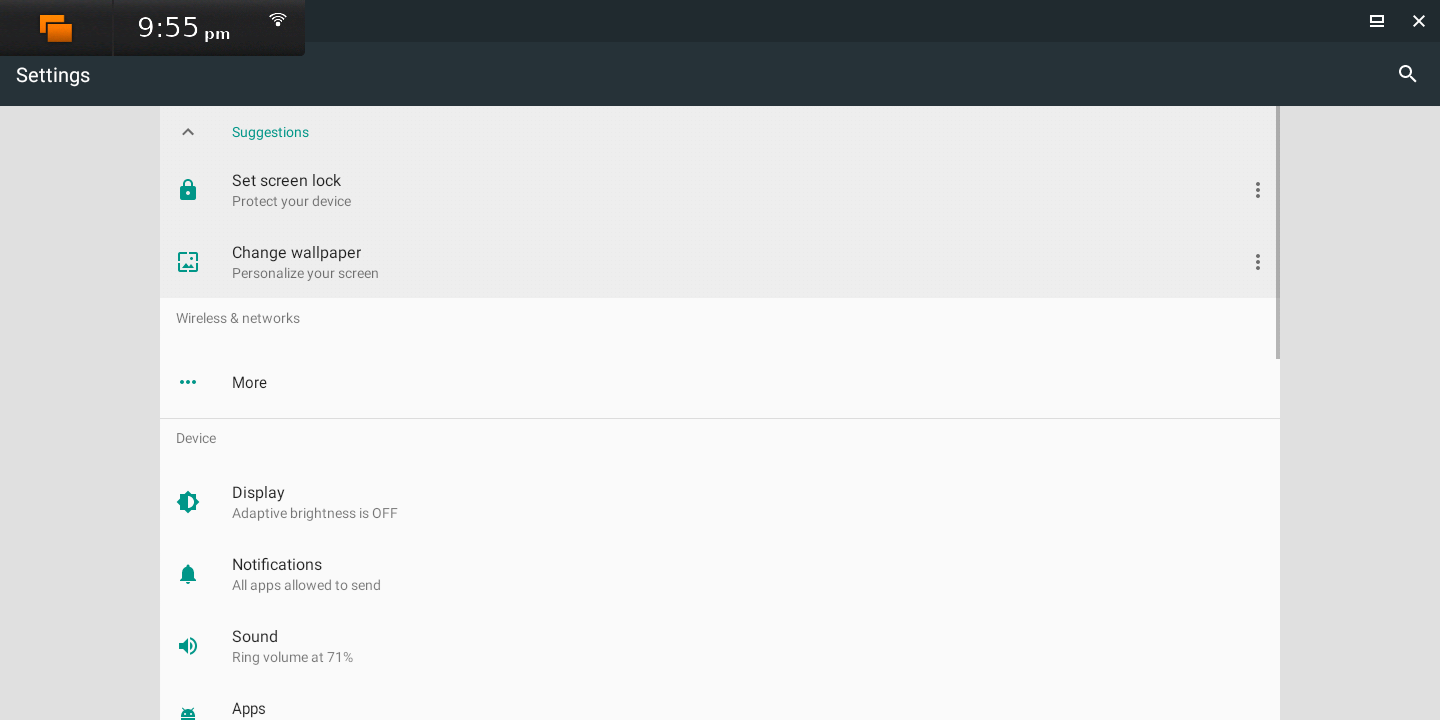 9:55 pm
Settings
Suggestions
Set screen lock
Protect your device
Change wallpaper
Personalize your screen
Wireless & networks
More
Device
Display
Adaptive brightness is OFF
Notifications
All apps allowed to send
Sound
Ring volume at 71%
Apps